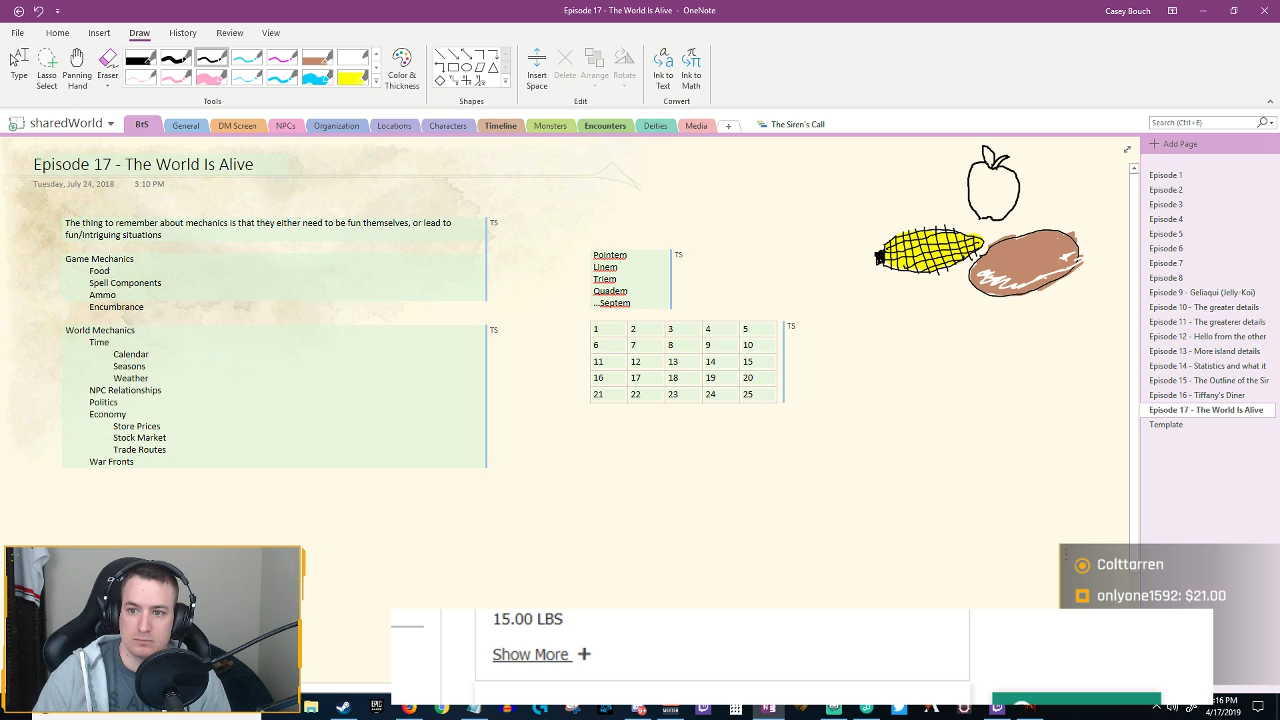 Episode 17 - The World Is Alive - OneNote
Casey Bouch
File Home Insert Draw History Review View
Type
Lasso Select
Panning Hand
Eraser
Color & Thickness
Insert Space
Delete
Arrange
Rotate
Ink to Text
Ink to Math
Tools
Shapes
Edit
Convert
sharedWorld
BtS General DM Screen NPCs Organization Locations Characters Timeline Monsters Encounters Deities Media + The Siren's Call
Search (Ctrl+E)
Episode 17 - The World Is Alive
Tuesday, July 24, 2018 3:10 PM
The thing to remember about mechanics is that they either need to be fun themselves, or lead to
fun/intriguing situations
TS
Game Mechanics
Food
Spell Components
Ammo
Encumbrance
World Mechanics
TS
Time
Calendar
Seasons
Weather
NPC Relationships
Politics
Economy
Store Prices
Stock Market
Trade Routes
War Fronts
Pointem
TS
Linem
Triem
Quadem
...Septem
1 2 3 4 5
TS
6 7 8 9 10
11 12 13 14 15
16 17 18 19 20
21 22 23 24 25
Add Page
Episode 1
Episode 2
Episode 3
Episode 4
Episode 5
Episode 6
Episode 7
Episode 8
Episode 9 - Geliaqui (Jelly-Koi)
Episode 10 - The greater details
Episode 11 - The greaterer details
Episode 12 - Hello from the other
Episode 13 - More island details
Episode 14 - Statistics and what it
Episode 15 - The Outline of the Sir
Episode 16 - Tiffany's Diner
Episode 17 - The World Is Alive
Template
Colttarren
onlyone1592: $21.00
15.00 LBS
Show More +
:16 PM
4/17/2019